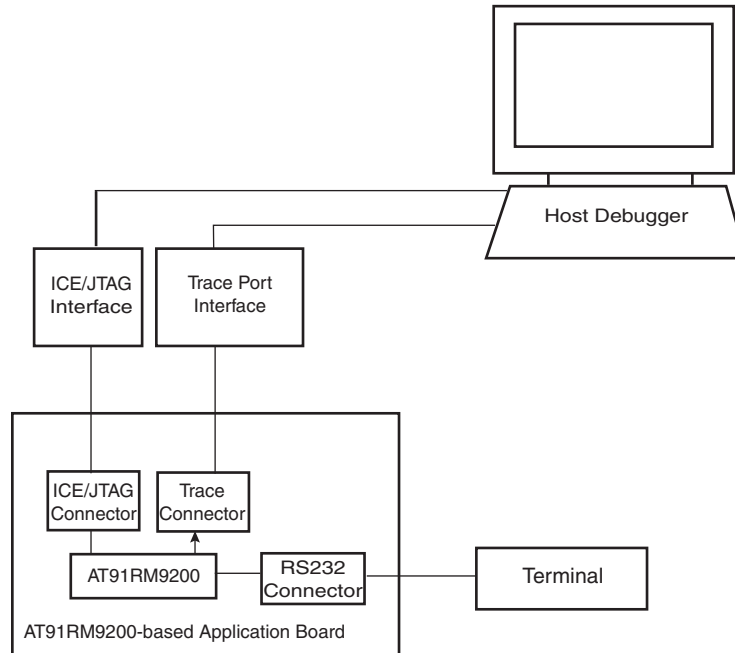 Host Debugger
ICE/JTAG
Interface
Trace Port
Interface
ICE/JTAG
Connector
Trace
Connector
AT91RM9200
RS232
Connector
Terminal
AT91RM9200-based Application Board